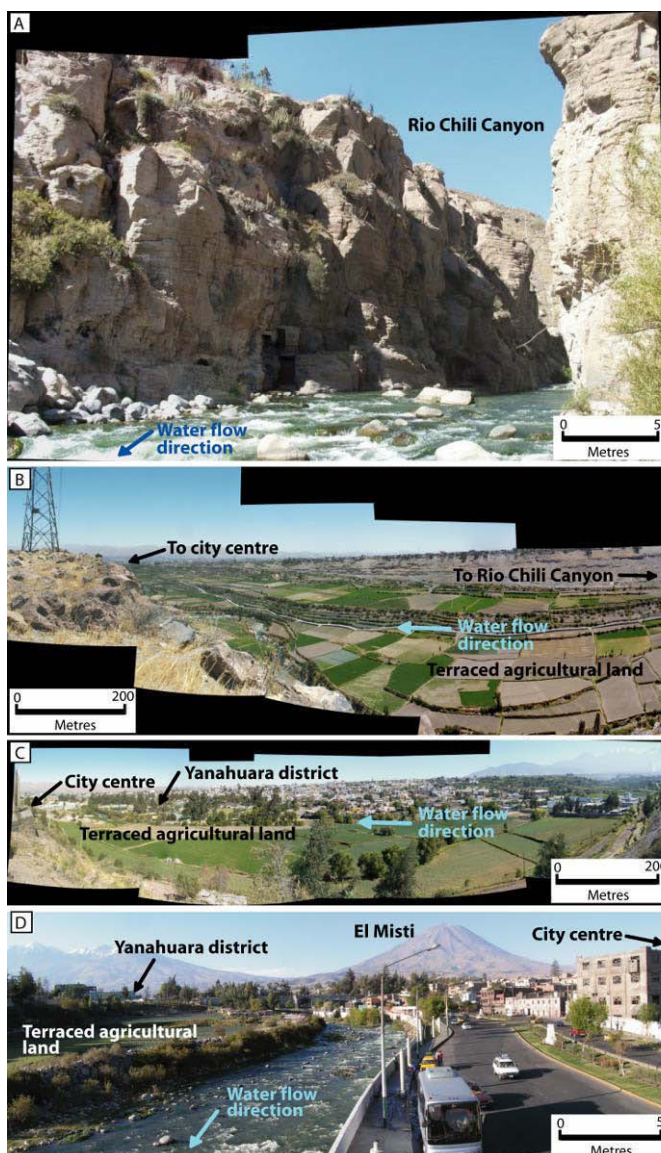 A
Rio Chili Canyon
Water flow
direction
0 5
Metres
B
To city centre
To Rio Chili Canyon
Water flow
direction
Terraced agricultural land
0 200
Metres
C
City centre
Yanahuara district
Water flow
direction
Terraced agricultural land
0 200
Metres
D
El Misti
City centre
Yanahuara district
Terraced agricultural
land
Water flow
direction
0 5
Metres